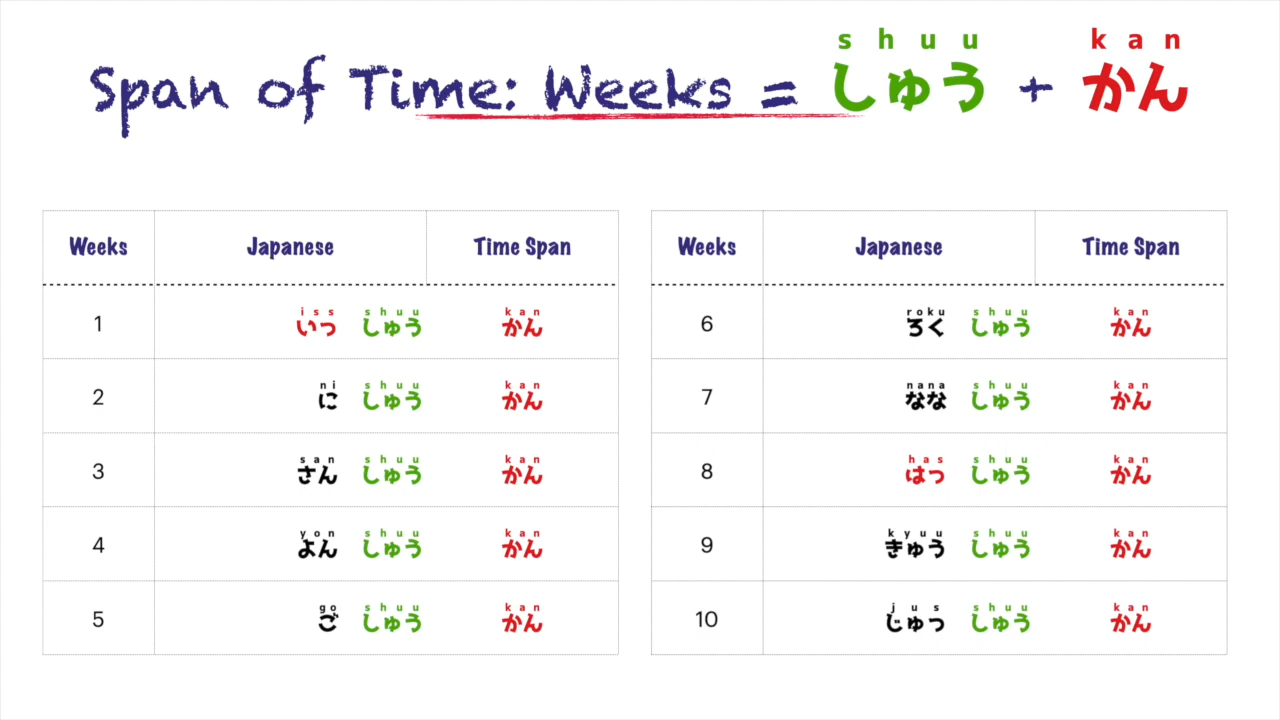 shuu kan
Span of Time: Weeks = しゅう + かん
Weeks Japanese Time Span
iss shuu kan
1 いっ しゅう かん
ni shuu kan
2 に しゅう かん
san shuu kan
3 さん しゅう かん
yon shuu kan
4 よん しゅう かん
go shuu kan
5 ご しゅう かん
Weeks Japanese Time Span
roku shuu kan
6 ろく しゅう かん
nana shuu kan
7 なな しゅう かん
has shuu kan
8 はっ しゅう かん
kyuu shuu kan
9 きゅう しゅう かん
jus shuu kan
10 じゅっ しゅう かん